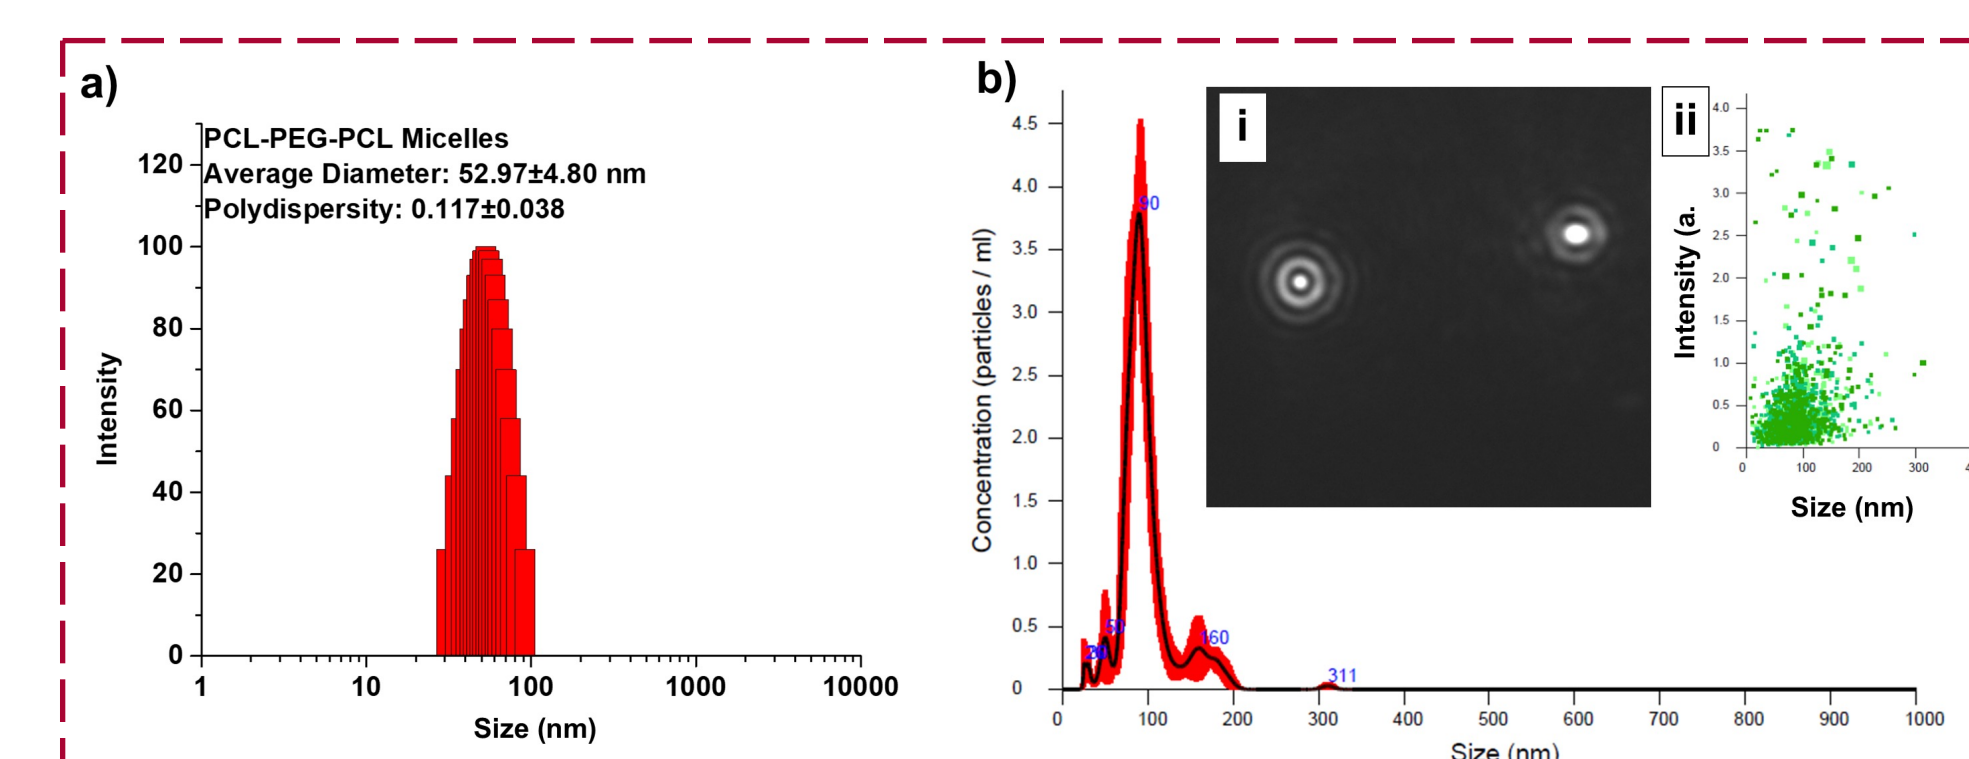 a)
PCL-PEG-PCL Micelles
Average Diameter: 52.97±4.80 nm
Polydispersity: 0.117±0.038
120
100
80
60
40
20
0
Intensity
1 10 100 1000 10000
Size (nm)
b)
4.5
4.0
3.5
3.0
2.5
2.0
1.5
1.0
0.5
0
Concentration (particles / ml)
90
50
160
311
0 100 200 300 400 500 600 700 800 900 1000
Size (nm)
i
ii
4.0
3.5
3.0
2.5
2.0
1.5
1.0
0.5
0
Intensity (a.
0 100 200 300
Size (nm)